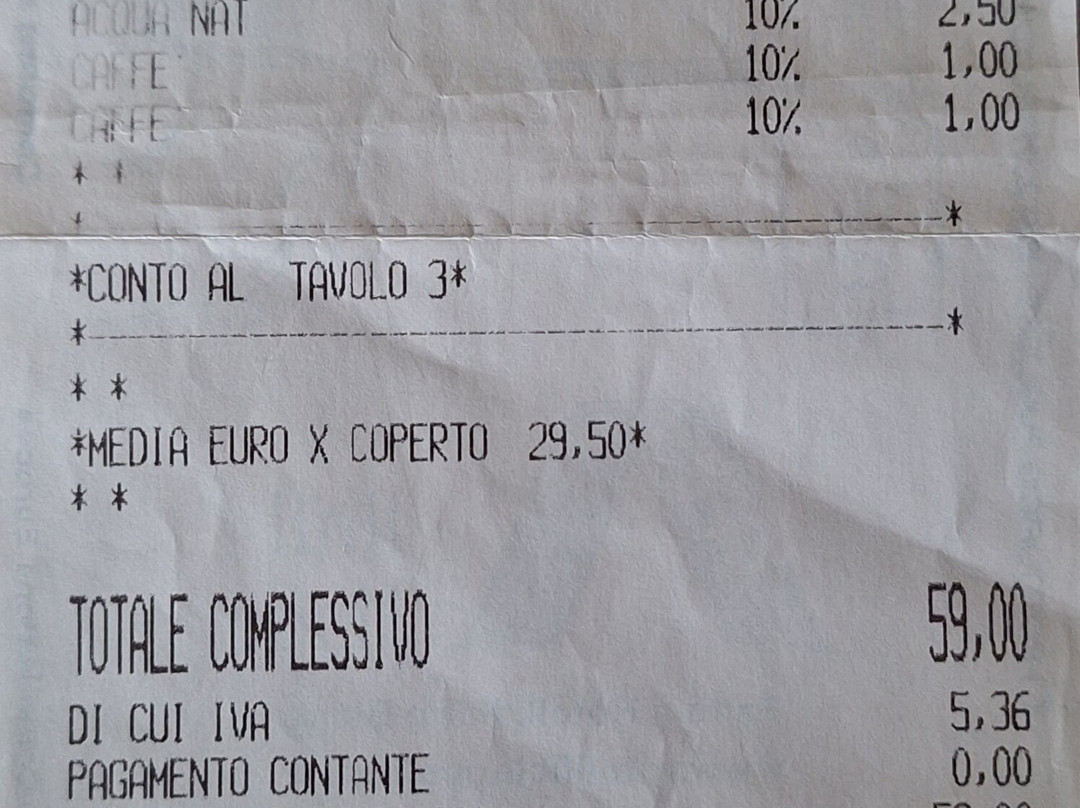 ACQUA NAT 10% 2,50
CAFFE' 10% 1,00
CAFFE' 10% 1,00
* *
*------------------------------------------*
*CONTO AL TAVOLO 3*
*------------------------------------------*
* *
*MEDIA EURO X COPERTO 29,50*
* *
TOTALE COMPLESSIVO 59,00
DI CUI IVA 5,36
PAGAMENTO CONTANTE 0,00